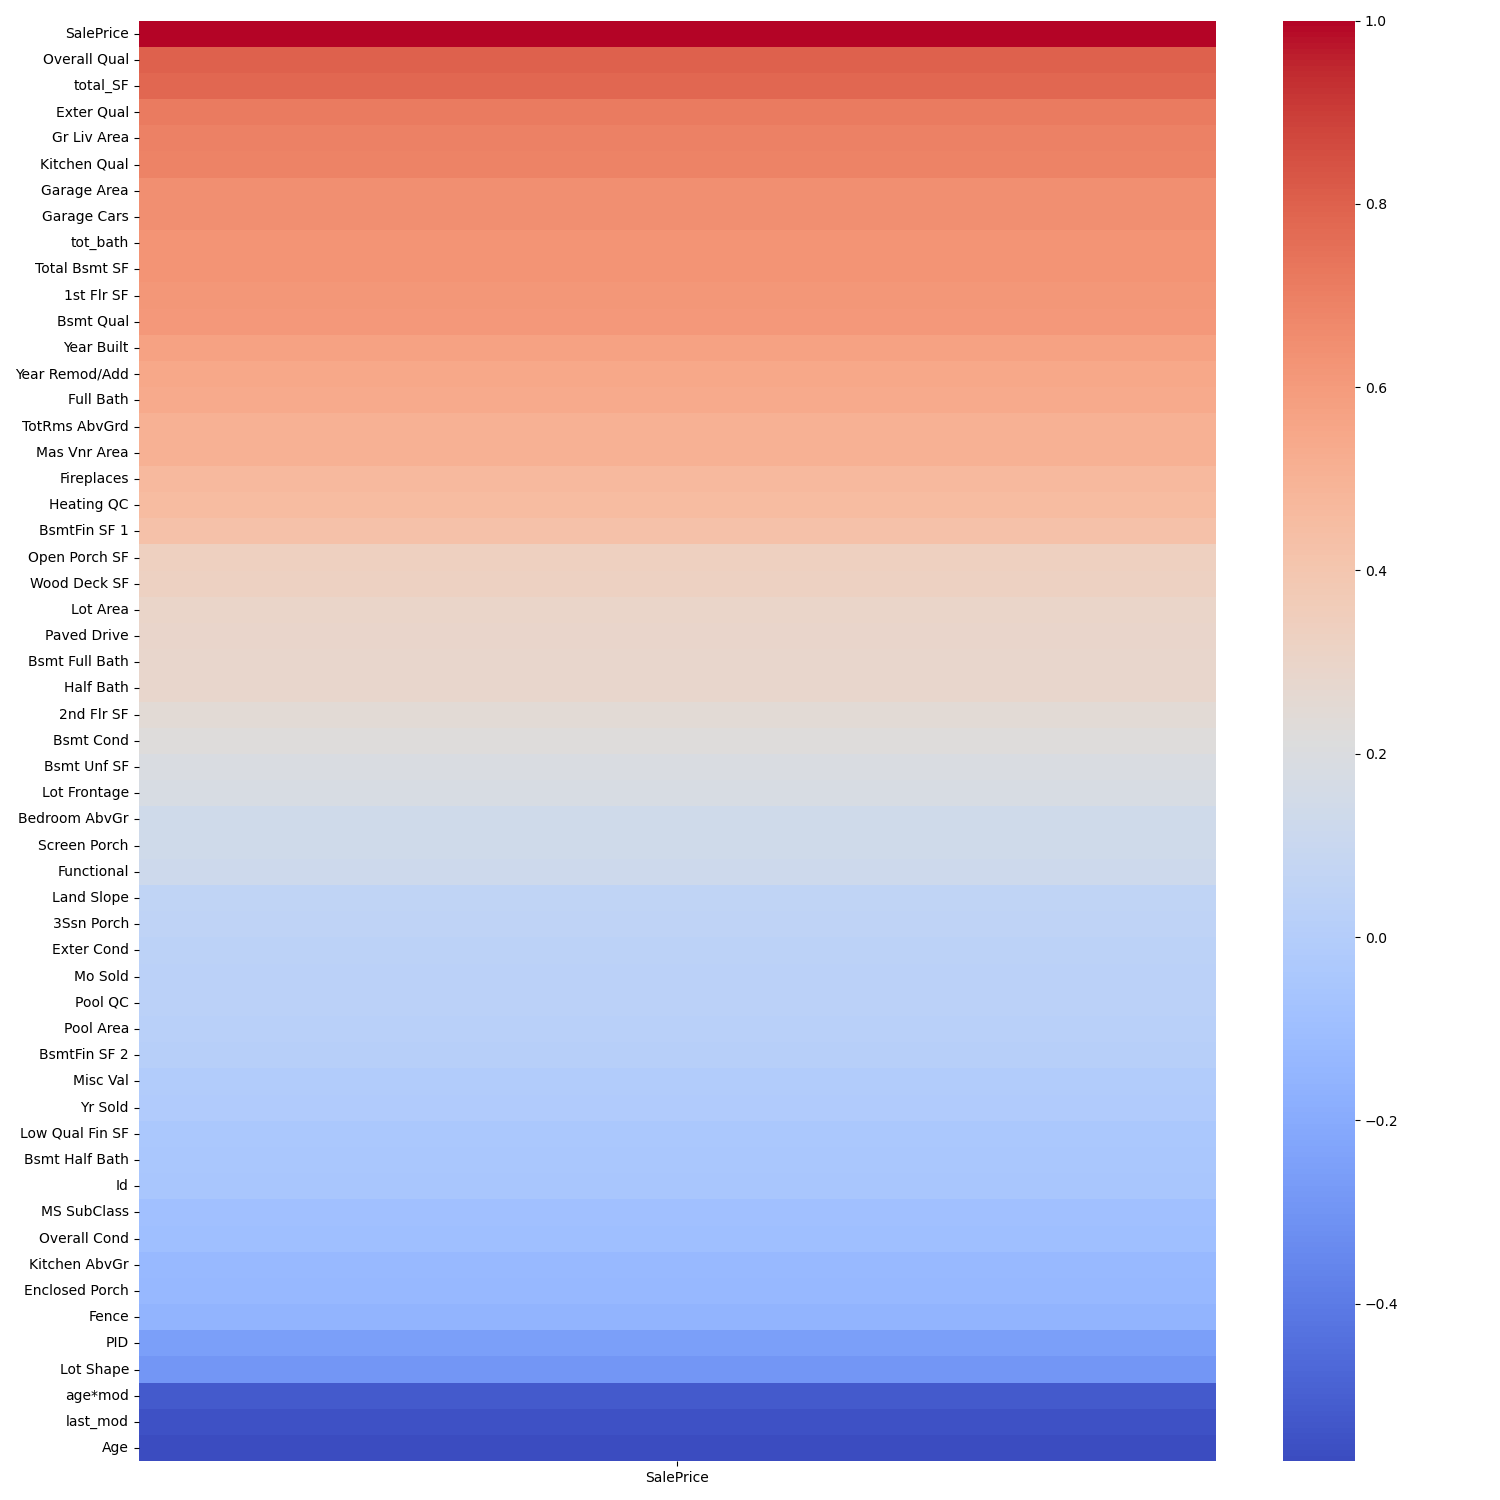 SalePrice
Overall Qual
total_SF
Exter Qual
Gr Liv Area
Kitchen Qual
Garage Area
Garage Cars
tot_bath
Total Bsmt SF
1st Flr SF
Bsmt Qual
Year Built
Year Remod/Add
Full Bath
TotRms AbvGrd
Mas Vnr Area
Fireplaces
Heating QC
BsmtFin SF 1
Open Porch SF
Wood Deck SF
Lot Area
Paved Drive
Bsmt Full Bath
Half Bath
2nd Flr SF
Bsmt Cond
Bsmt Unf SF
Lot Frontage
Bedroom AbvGr
Screen Porch
Functional
Land Slope
3Ssn Porch
Exter Cond
Mo Sold
Pool QC
Pool Area
BsmtFin SF 2
Misc Val
Yr Sold
Low Qual Fin SF
Bsmt Half Bath
Id
MS SubClass
Overall Cond
Kitchen AbvGr
Enclosed Porch
Fence
PID
Lot Shape
age*mod
last_mod
Age
SalePrice
1.0
0.8
0.6
0.4
0.2
0.0
−0.2
−0.4